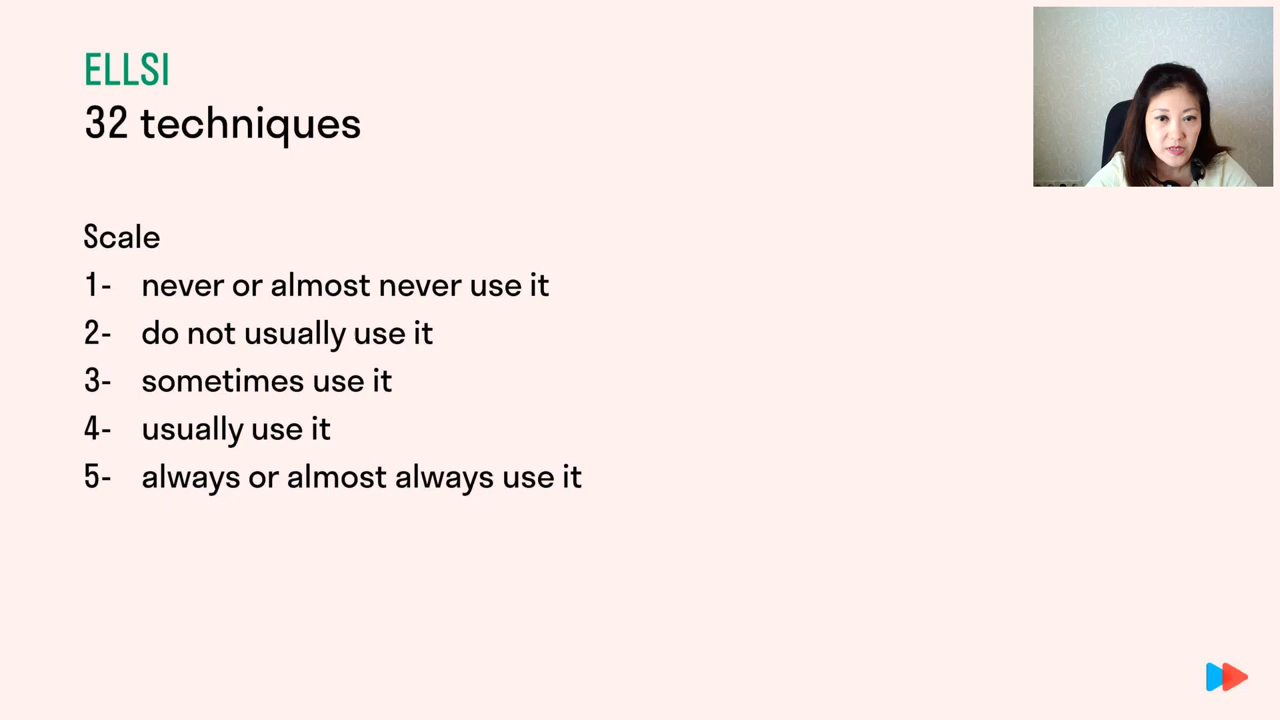 ELLSI
32 techniques
Scale
1- never or almost never use it
2- do not usually use it
3- sometimes use it
4- usually use it
5- always or almost always use it